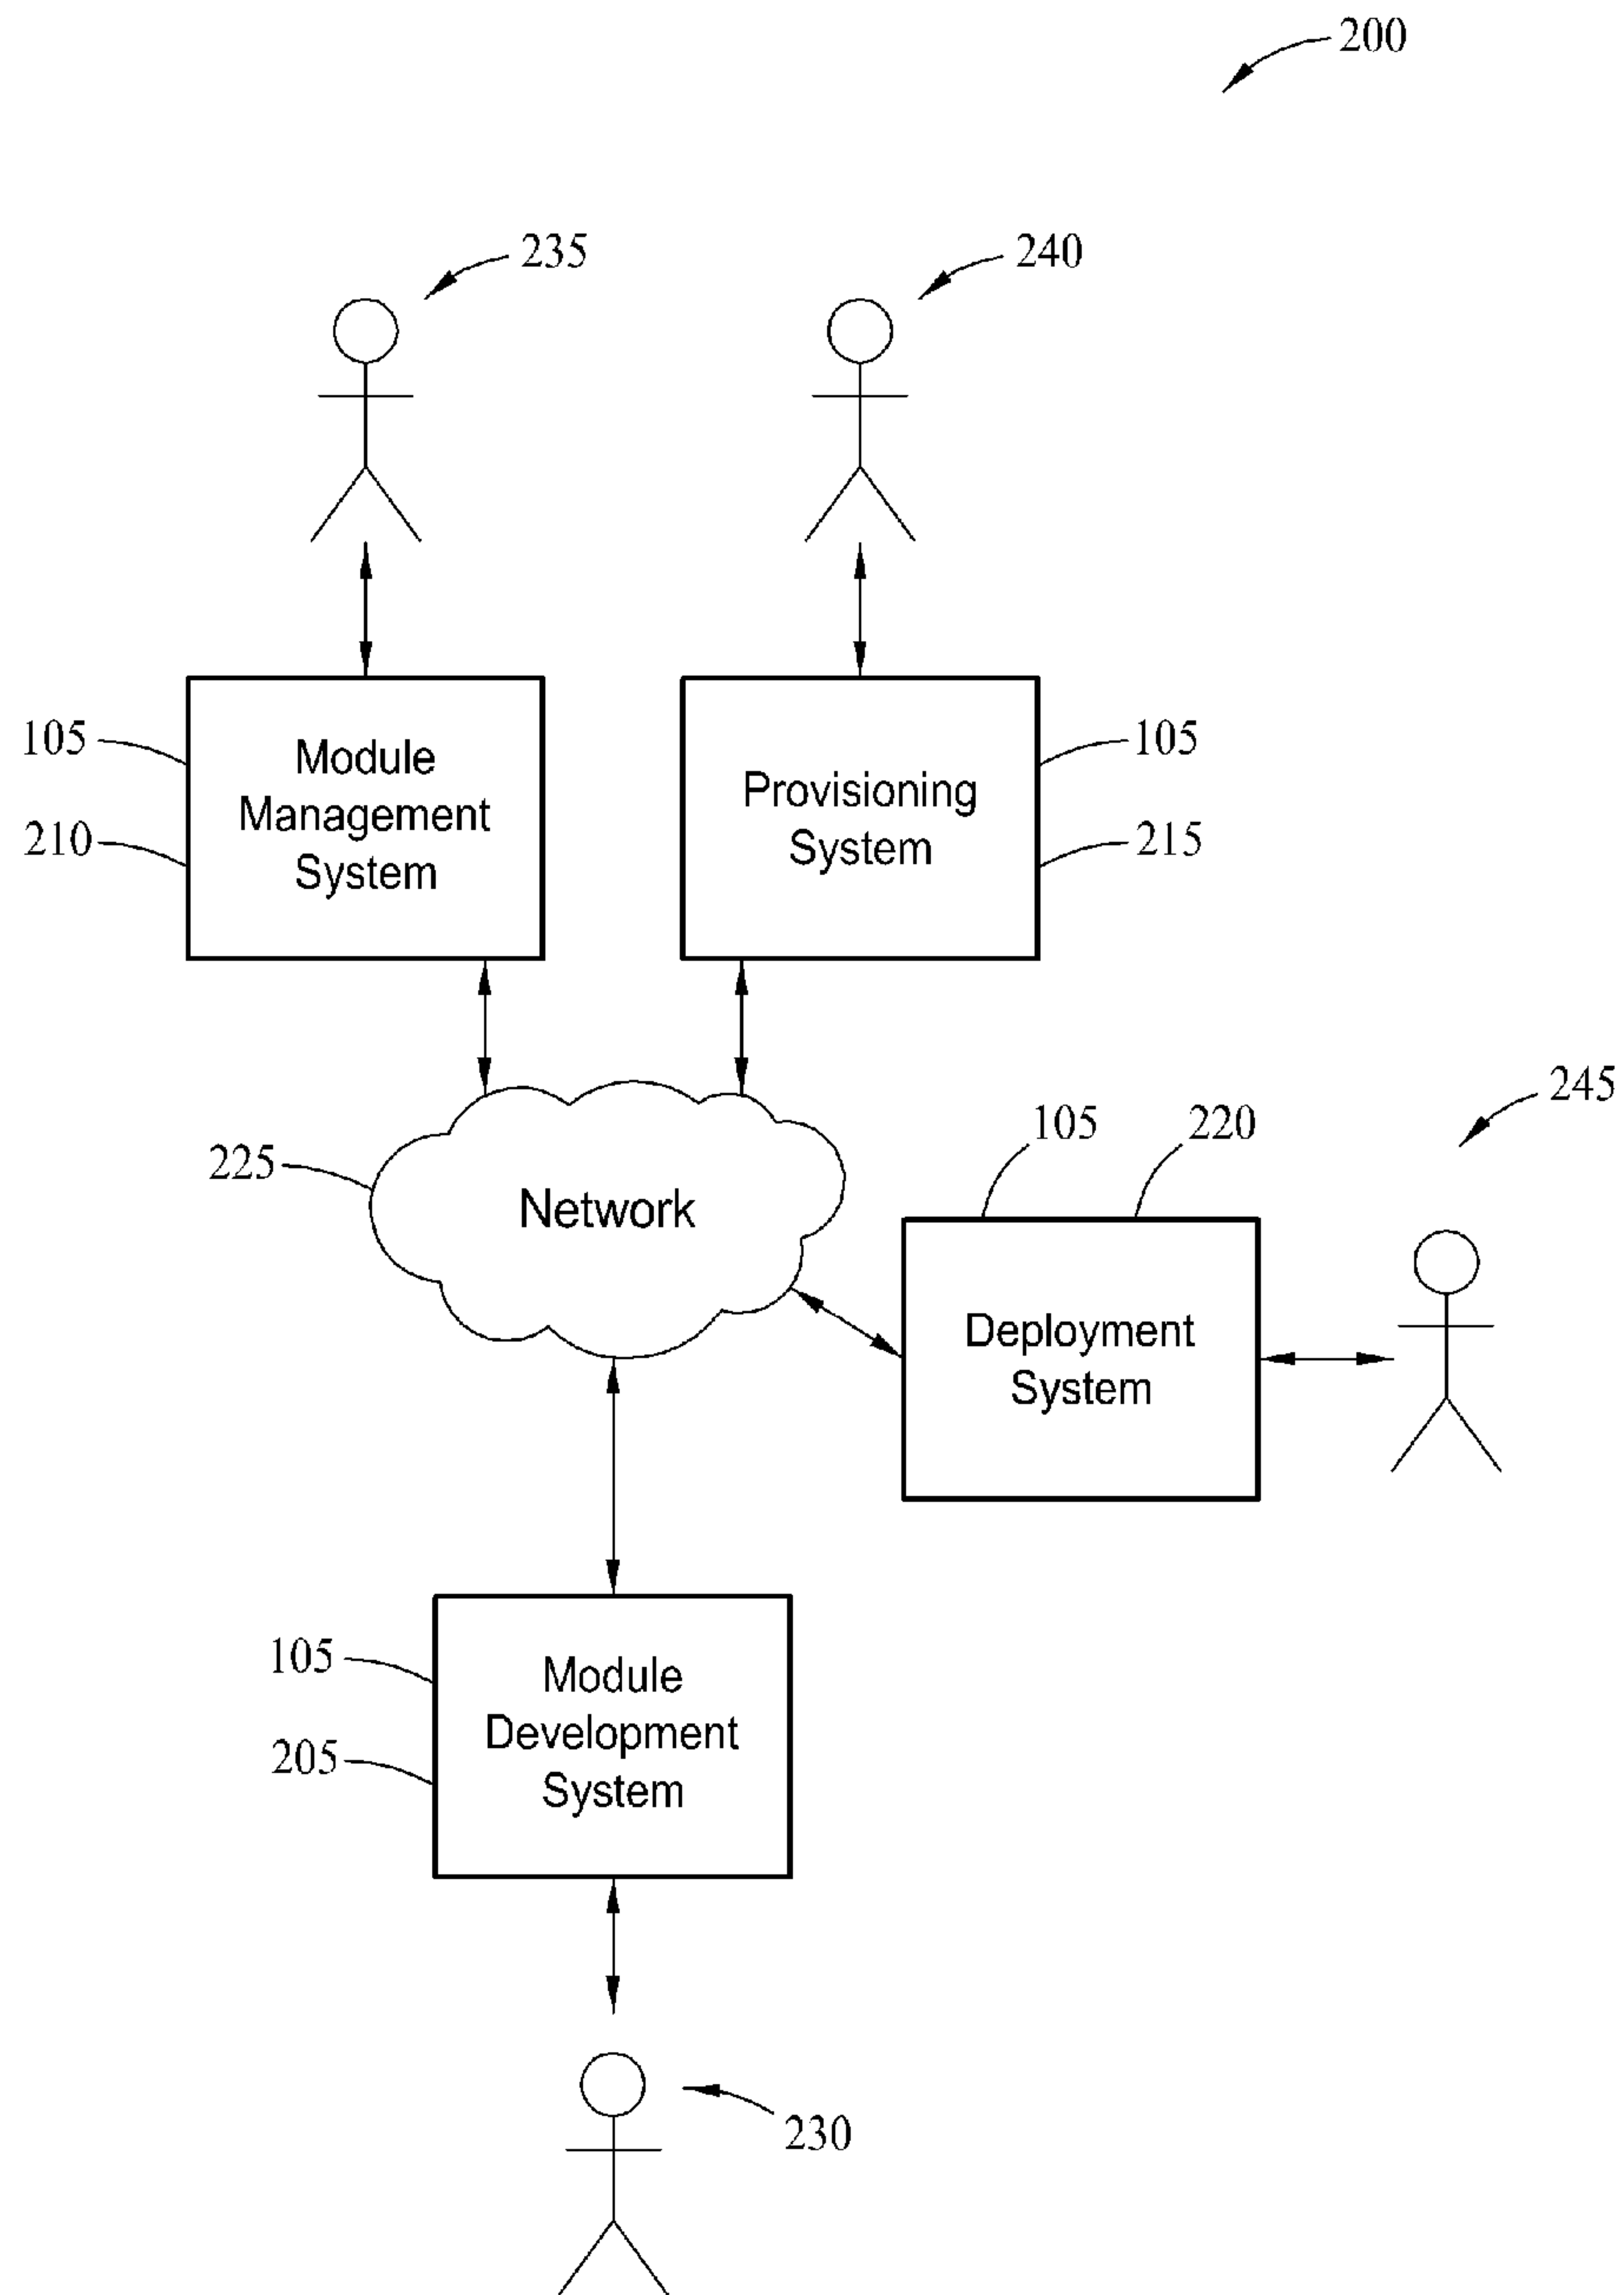 200
235
240
105
210
Module
Management
System
Provisioning
System
105
215
225
Network
105
220
245
Deployment
System
105
205
Module
Development
System
230